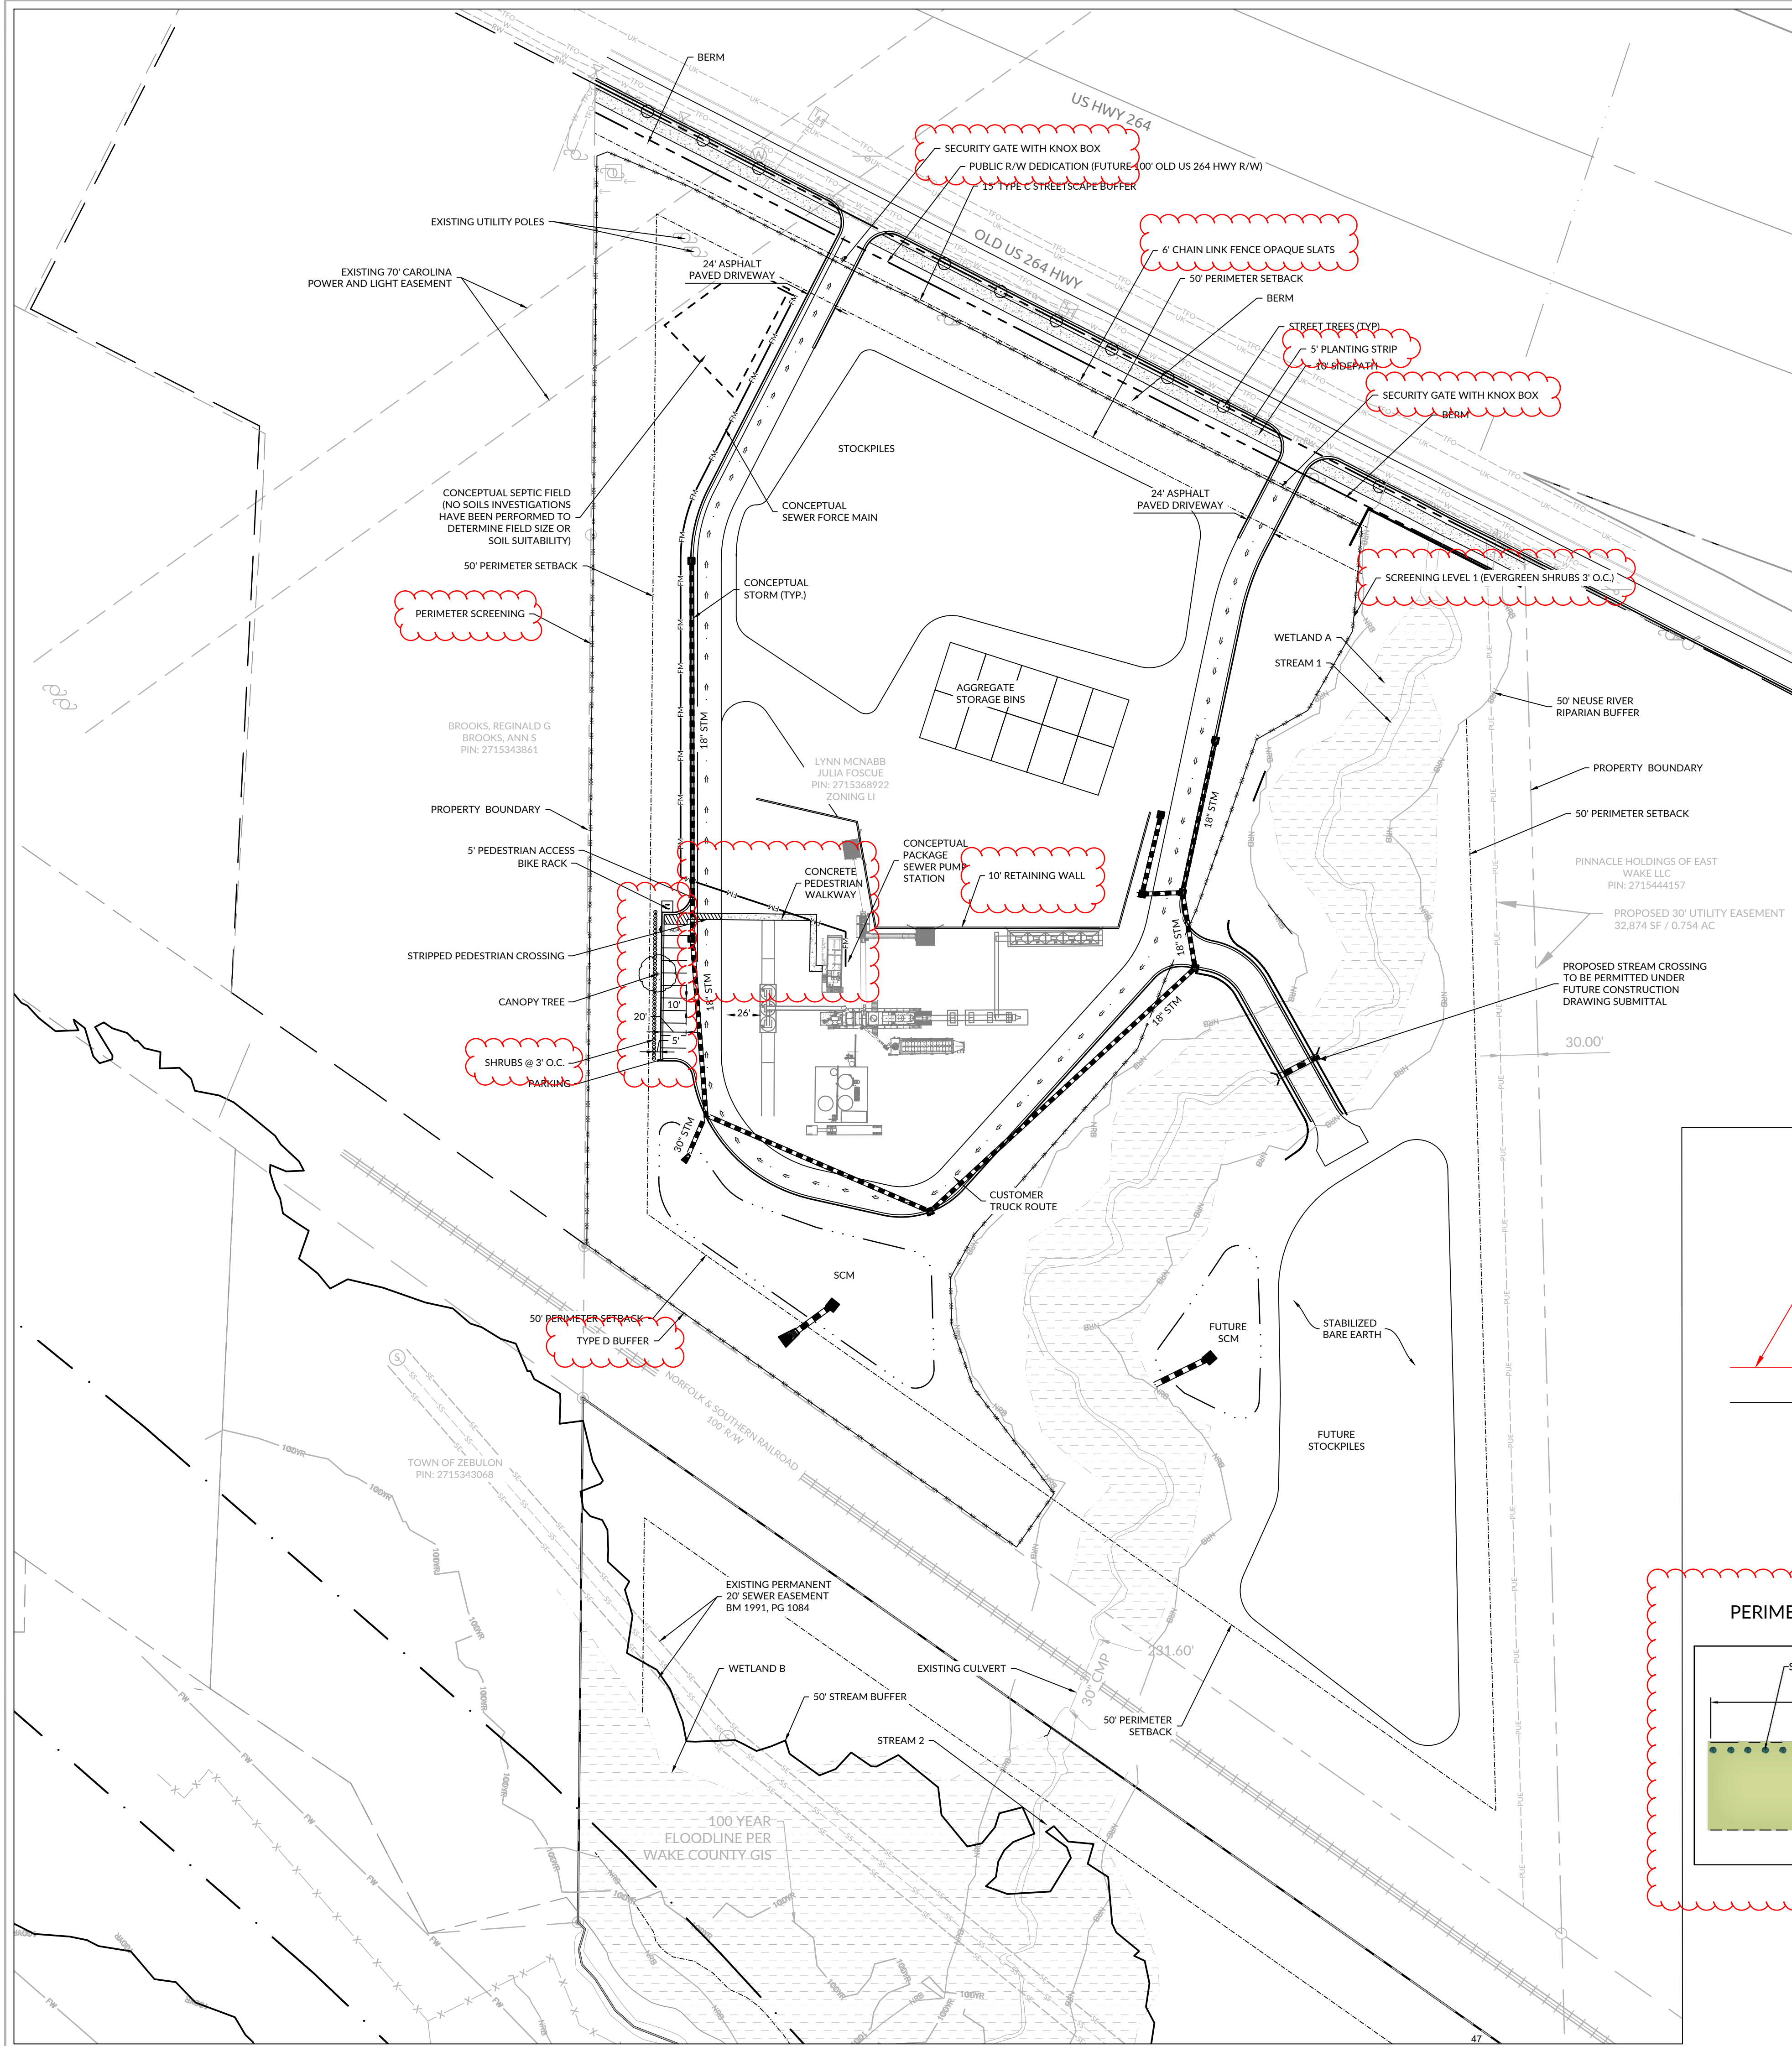 BERM
US HWY 264
SECURITY GATE WITH KNOX BOX
PUBLIC R/W DEDICATION (FUTURE 100' OLD US 264 HWY R/W)
15' TYPE C STREETSCAPE BUFFER
EXISTING UTILITY POLES
OLD US 264 HWY
6' CHAIN LINK FENCE OPAQUE SLATS
24' ASPHALT
PAVED DRIVEWAY
EXISTING 70' CAROLINA
POWER AND LIGHT EASEMENT
50' PERIMETER SETBACK
BERM
STREET TREES (TYP)
5' PLANTING STRIP
10' SIDEPATH
SECURITY GATE WITH KNOX BOX
BERM
STOCKPILES
CONCEPTUAL SEPTIC FIELD
(NO SOILS INVESTIGATIONS
HAVE BEEN PERFORMED TO
DETERMINE FIELD SIZE OR
SOIL SUITABILITY)
CONCEPTUAL
SEWER FORCE MAIN
24' ASPHALT
PAVED DRIVEWAY
50' PERIMETER SETBACK
CONCEPTUAL
STORM (TYP.)
SCREENING LEVEL 1 (EVERGREEN SHRUBS 3' O.C.)
PERIMETER SCREENING
WETLAND A
STREAM 1
AGGREGATE
STORAGE BINS
50' NEUSE RIVER
RIPARIAN BUFFER
BROOKS, REGINALD G
BROOKS, ANN S
PIN: 2715343861
18" STM
LYNN MCNABB
JULIA FOSCUE
PIN: 2715368922
ZONING LI
PROPERTY BOUNDARY
18" STM
PROPERTY BOUNDARY
50' PERIMETER SETBACK
5' PEDESTRIAN ACCESS
BIKE RACK
CONCRETE
PEDESTRIAN
WALKWAY
CONCEPTUAL
PACKAGE
SEWER PUMP
STATION
10' RETAINING WALL
PINNACLE HOLDINGS OF EAST
WAKE LLC
PIN: 2715444157
PROPOSED 30' UTILITY EASEMENT
32,874 SF / 0.754 AC
STRIPPED PEDESTRIAN CROSSING
18" STM
PROPOSED STREAM CROSSING
TO BE PERMITTED UNDER
FUTURE CONSTRUCTION
DRAWING SUBMITTAL
CANOPY TREE
18" STM
10'
20'
26'
18" STM
5'
30.00'
SHRUBS @ 3' O.C.
PARKING
30" STM
CUSTOMER
TRUCK ROUTE
SCM
50' PERIMETER SETBACK
TYPE D BUFFER
FUTURE
SCM
STABILIZED
BARE EARTH
NORFOLK & SOUTHERN RAILROAD
100' R/W
FUTURE
STOCKPILES
TOWN OF ZEBULON
PIN: 2715343068
EXISTING PERMANENT
20' SEWER EASEMENT
BM 1991, PG 1084
PERIME
231.60'
30" CMP
WETLAND B
EXISTING CULVERT
50' STREAM BUFFER
50' PERIMETER
SETBACK
STREAM 2
100 YEAR
FLOODLINE PER
WAKE COUNTY GIS
47